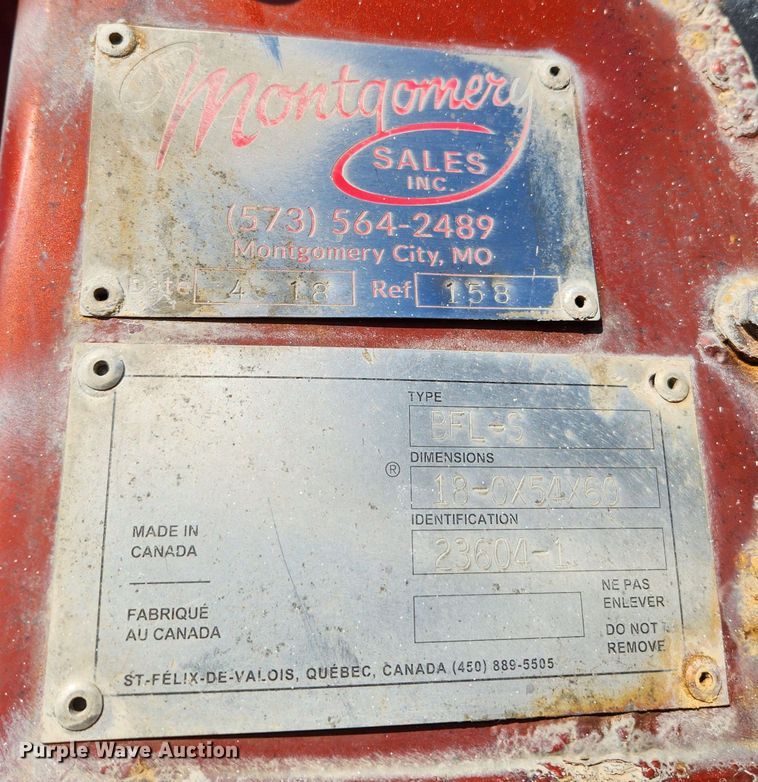 Montgomery
SALES
INC.
(573) 564-2489
Montgomery City, MO
Date 4 18 Ref 158
TYPE
BFL-S
DIMENSIONS
®
18-0X54X60
IDENTIFICATION
23604-1
MADE IN
CANADA
FABRIQUÉ
AU CANADA
NE PAS
ENLEVER
DO NOT
REMOVE
ST-FÉLIX-DE-VALOIS, QUÉBEC, CANADA (450) 889-5505
Purple Wave Auction